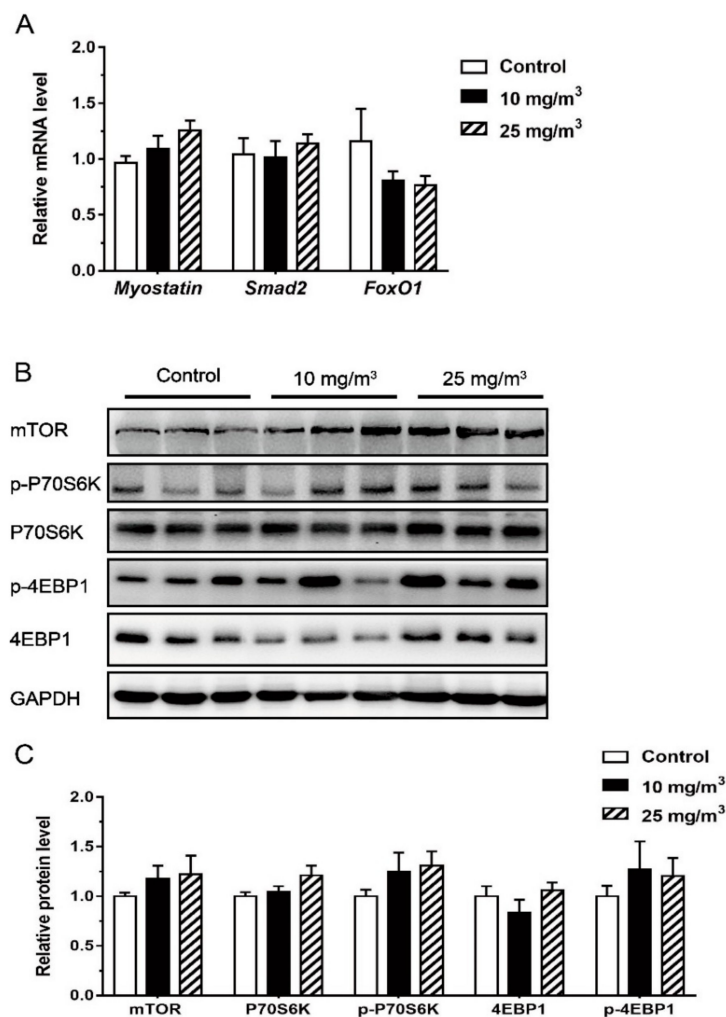 A
2.0
1.5
1.0
0.5
0.0
Relative mRNA level
Control
10 mg/m³
25 mg/m³
Myostatin Smad2 FoxO1
B
Control 10 mg/m³ 25 mg/m³
mTOR
p-P70S6K
P70S6K
p-4EBP1
4EBP1
GAPDH
C
Control
10 mg/m³
25 mg/m³
2.0
1.5
1.0
0.5
0.0
Relative protein level
mTOR P70S6K p-P70S6K 4EBP1 p-4EBP1